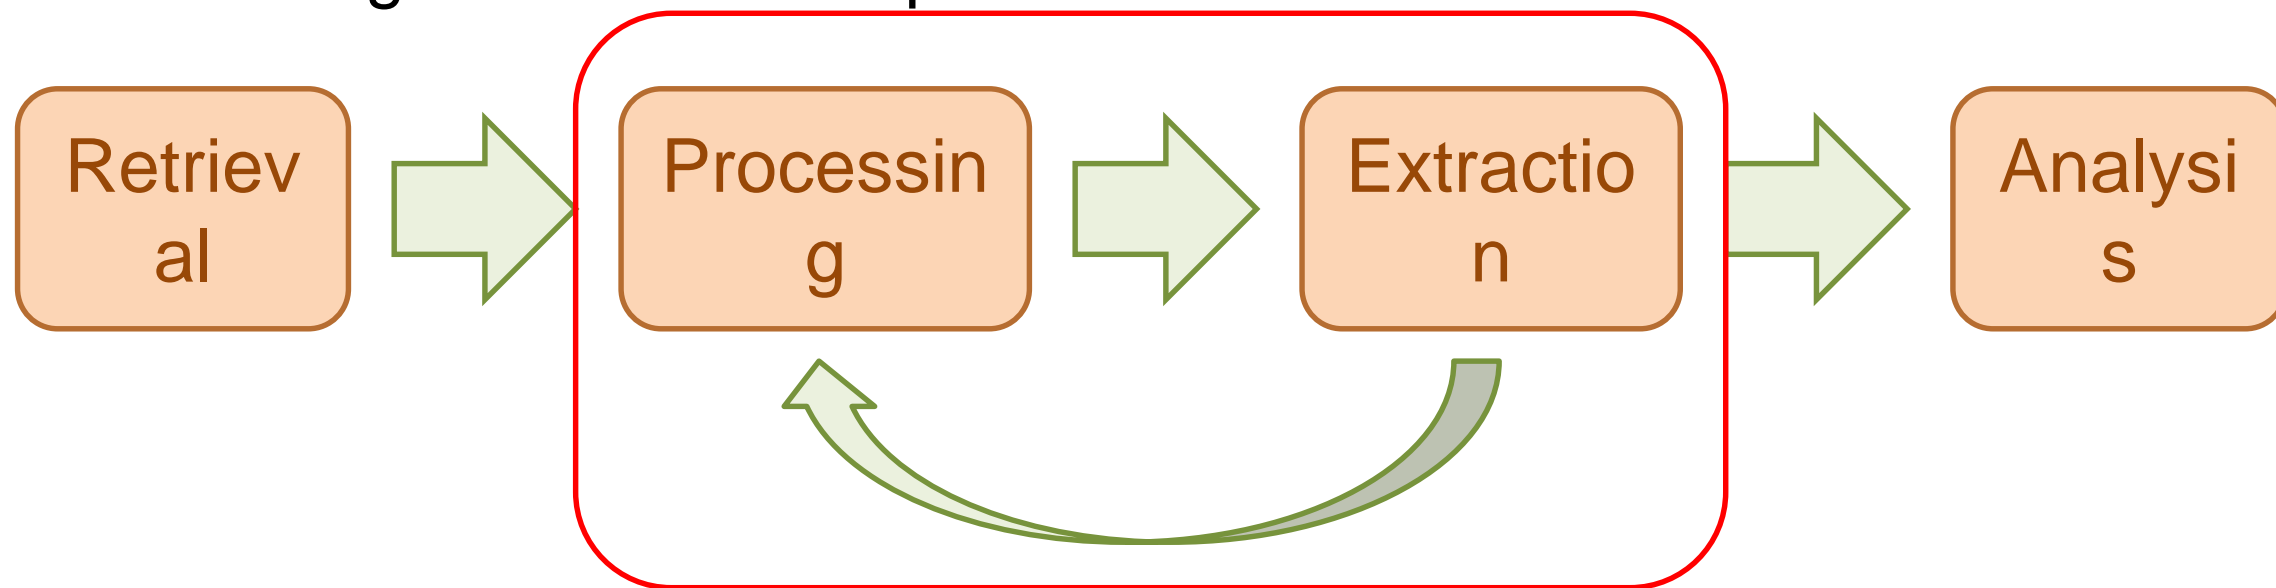 Retriev
al
Processin
g
Extractio
n
Analysi
s